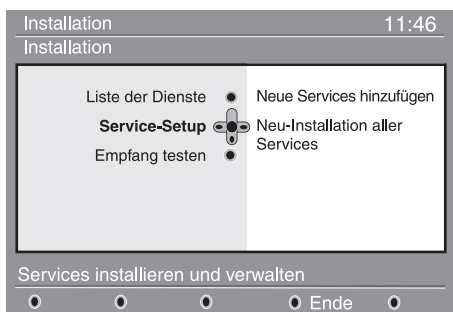 Installation 11:46
Installation
Liste der Dienste
Service-Setup
Empfang testen
Neue Services hinzufügen
Neu-Installation aller
Services
Services installieren und verwalten
Ende